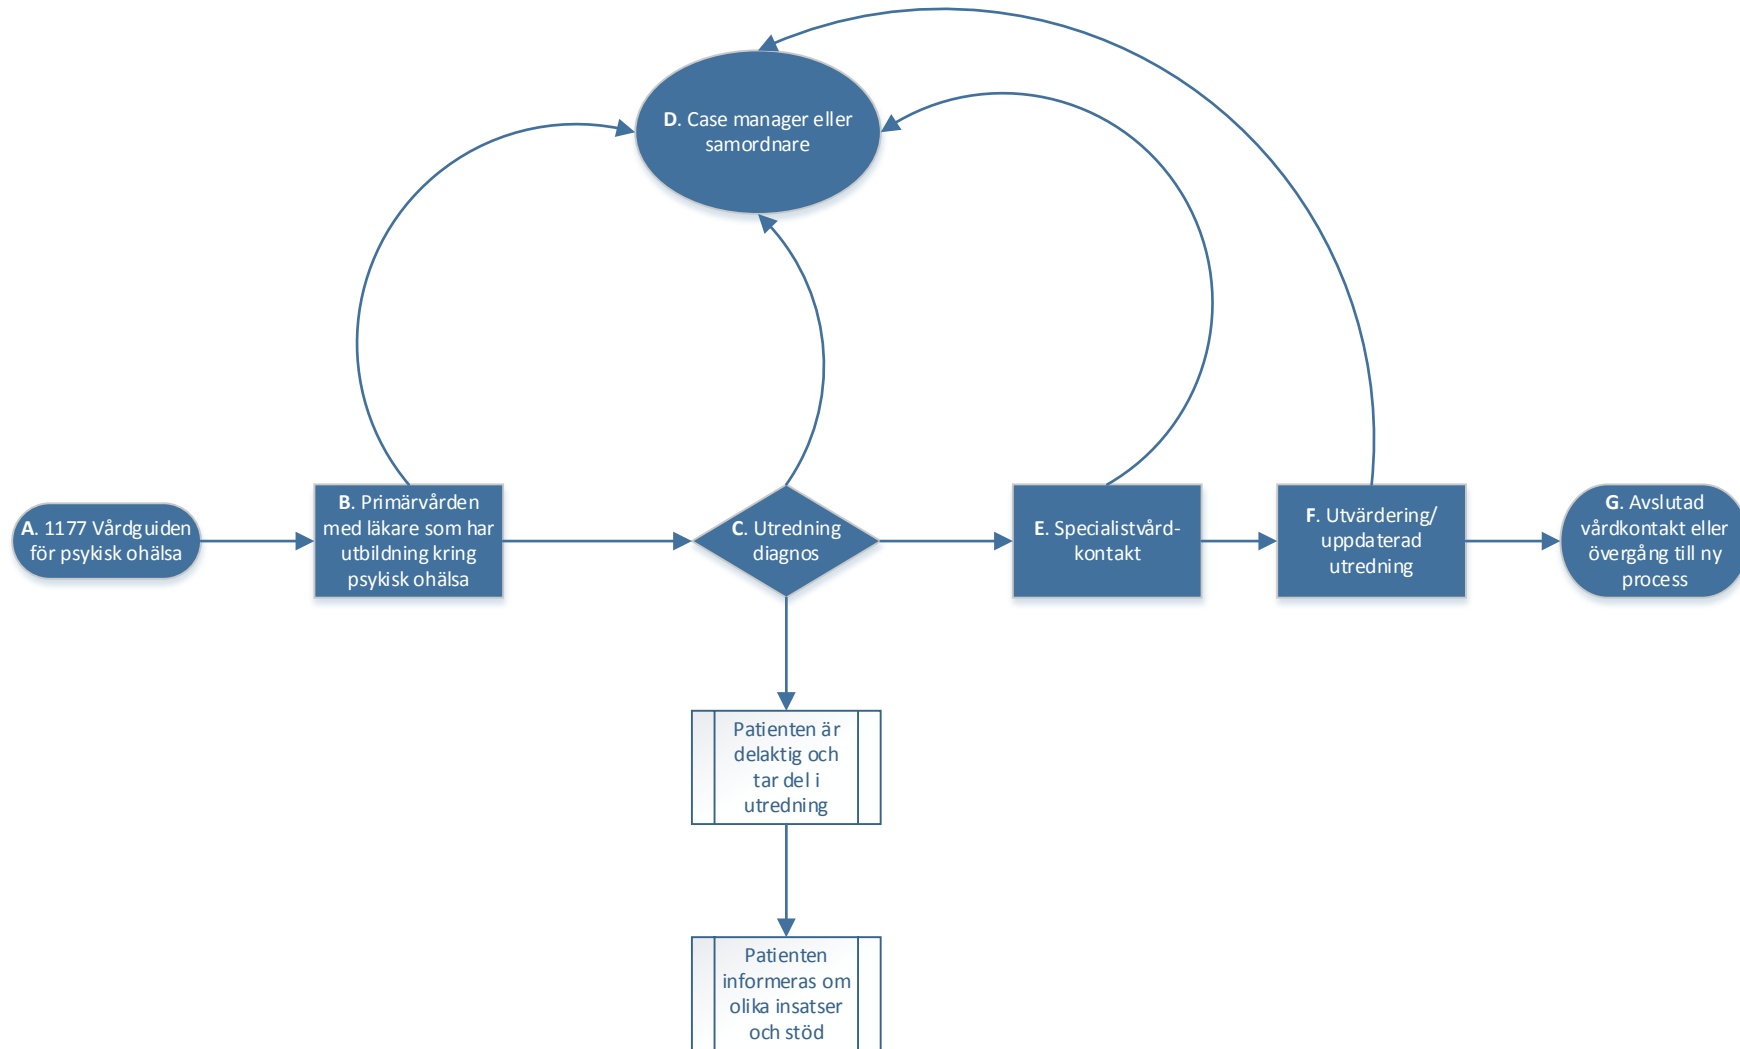 D. Case manager eller
samordnare
A. 1177 Vårdguiden
för psykisk ohälsa
B. Primärvården
med läkare som har
utbildning kring
psykisk ohälsa
C. Utredning
diagnos
E. Specialistvård-
kontakt
F. Utvärdering/
uppdaterad
utredning
G. Avslutad
vårdkontakt eller
övergång till ny
process
Patienten är
delaktig och
tar del i
utredning
Patienten
informeras om
olika insatser
och stöd